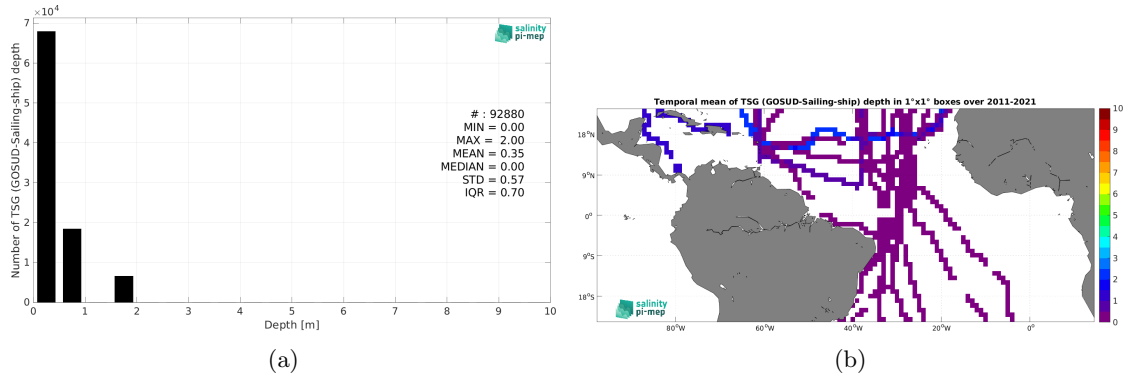 ×10⁴
7
6
5
4
3
2
1
0
Number of TSG (GOSUD-Sailing-ship) depth
salinity
pi-mep
# : 92880
MIN = 0.00
MAX = 2.00
MEAN = 0.35
MEDIAN = 0.00
STD = 0.57
IQR = 0.70
0 1 2 3 4 5 6 7 8 9 10
Depth [m]
(a)
Temporal mean of TSG (GOSUD-Sailing-ship) depth in 1°x1° boxes over 2011-2021
18°N
9°N
0°
9°S
18°S
salinity
pi-mep
80°W 60°W 40°W 20°W 0°
10
9
8
7
6
5
4
3
2
1
0
(b)